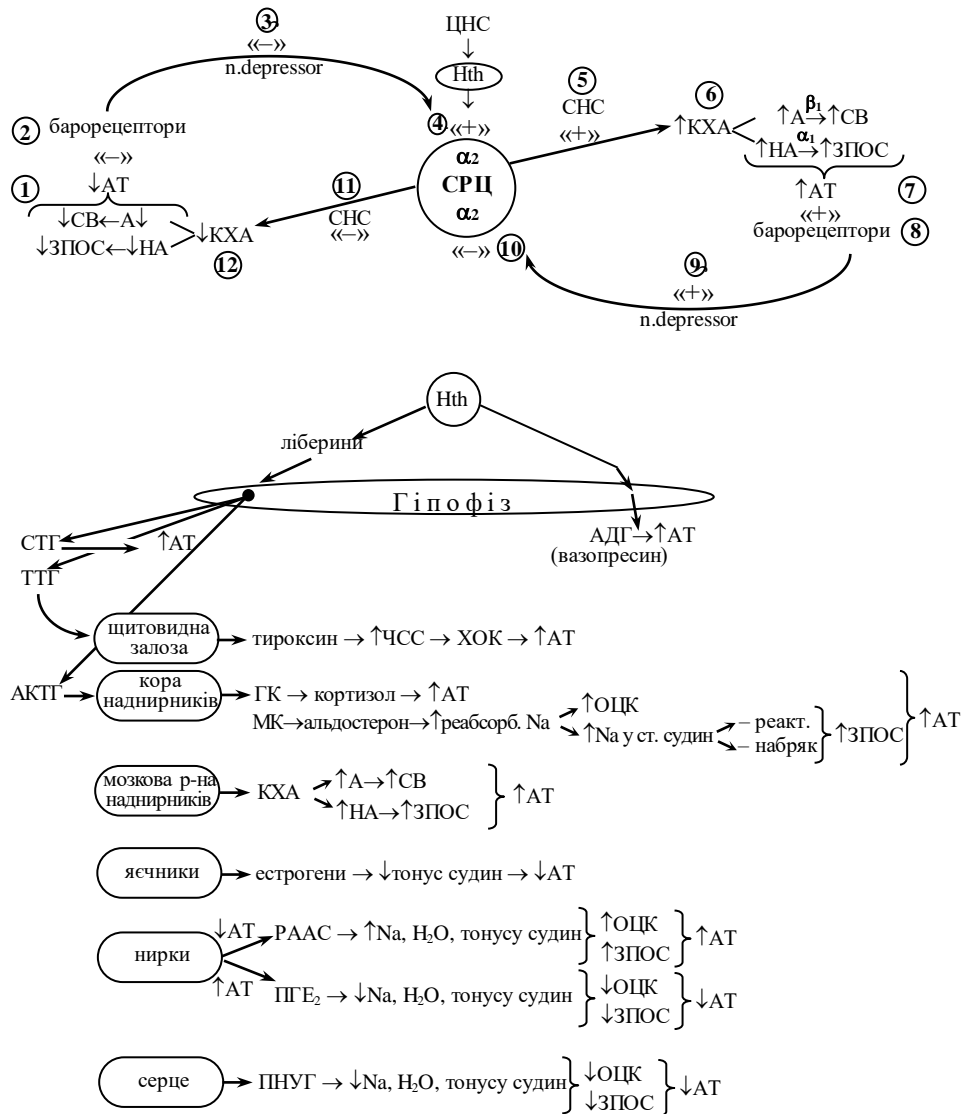 ③
«–»
n.depressor
ЦНС
↓
Hth
↓
④
«+»
⑤
СНС
«+»
⑥
↑КХА
β₁
↑А→↑СВ
α₁
↑НА→↑ЗПОС
↑АТ
⑦
«+»
барорецептори ⑧
② барорецептори
«–»
↓АТ
①
↓СВ←А↓
↓ЗПОС←↓НА
↓КХА
⑫
⑪
СНС
«–»
α2
СРЦ
α2
«–» ⑩
⑨
«+»
n.depressor
Hth
ліберини
Гіпофіз
СТГ
↑АТ
АДГ→↑АТ
(вазопресин)
ТТГ
щитовидна
залоза
тироксин → ↑ЧСС → ХОК → ↑АТ
АКТГ
кора
наднирників
ГК → кортизол → ↑АТ
МК→альдостерон→↑реабсорб. Na
↑ОЦК
↑Na у ст. судин
– реакт.
– набряк
↑ЗПОС
↑АТ
мозкова р-на
наднирників
КХА
↑А→↑СВ
↑НА→↑ЗПОС
↑АТ
яєчники
естрогени → ↓тонус судин → ↓АТ
нирки
↓АТ
РААС → ↑Na, H₂O, тонусу судин
↑ОЦК
↑ЗПОС
↑АТ
↑АТ
ПГЕ₂ → ↓Na, H₂O, тонусу судин
↓ОЦК
↓ЗПОС
↓АТ
серце
ПНУГ → ↓Na, H₂O, тонусу судин
↓ОЦК
↓ЗПОС
↓АТ